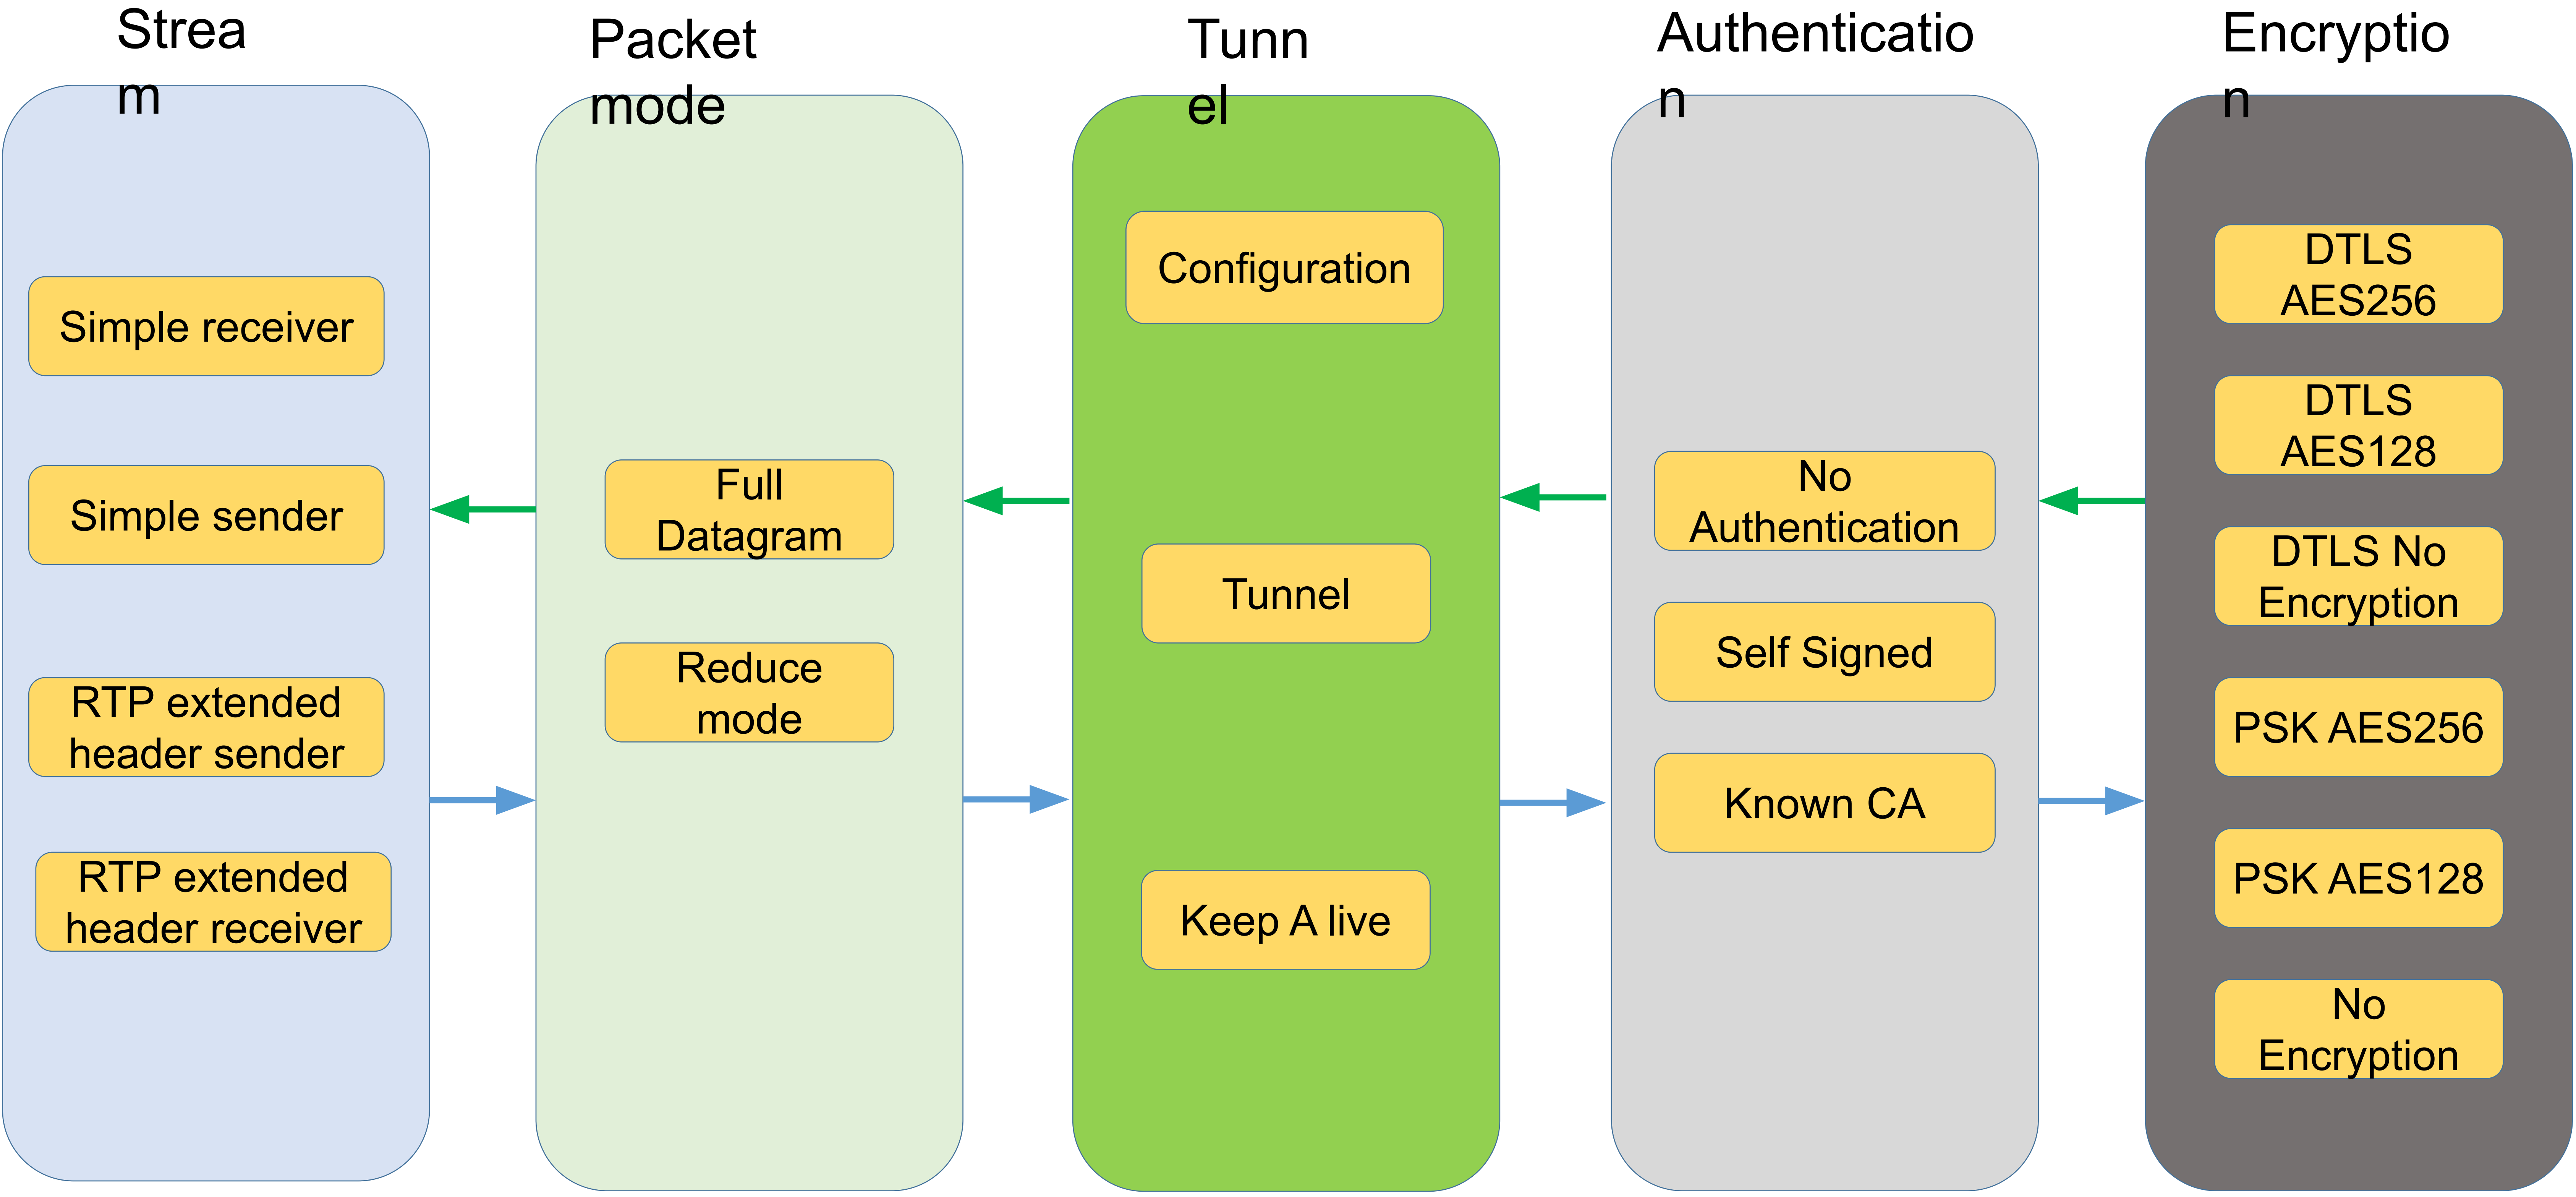 Strea
m
Simple receiver
Simple sender
RTP extended
header sender
RTP extended
header receiver
Packet
mode
Full
Datagram
Reduce
mode
Tunn
el
Configuration
Tunnel
Keep A live
Authenticatio
n
No
Authentication
Self Signed
Known CA
Encryptio
n
DTLS
AES256
DTLS
AES128
DTLS No
Encryption
PSK AES256
PSK AES128
No
Encryption